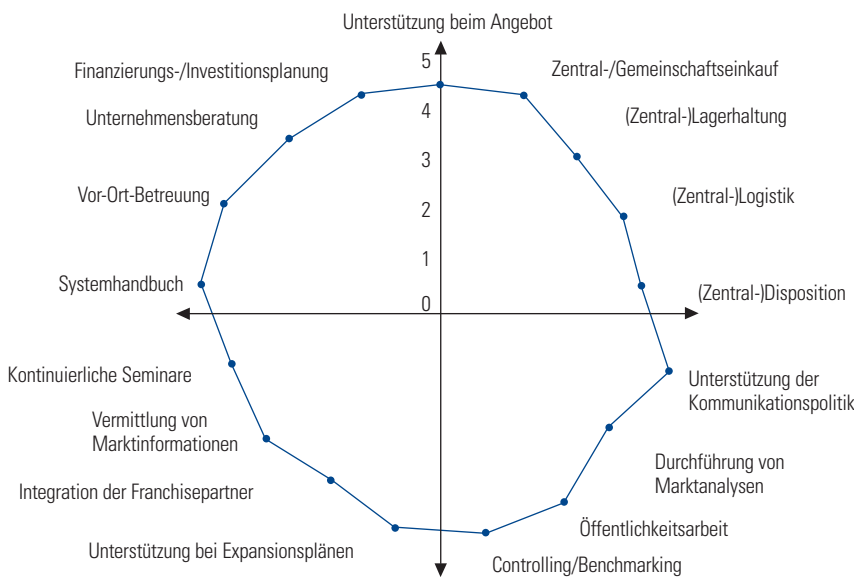 Unterstützung beim Angebot
5
Finanzierungs-/Investitionsplanung
Zentral-/Gemeinschaftseinkauf
4
Unternehmensberatung
(Zentral-)Lagerhaltung
3
Vor-Ort-Betreuung
(Zentral-)Logistik
2
1
Systemhandbuch
(Zentral-)Disposition
0
Kontinuierliche Seminare
Unterstützung der
Kommunikationspolitik
Vermittlung von
Marktinformationen
Durchführung von
Marktanalysen
Integration der Franchisepartner
Öffentlichkeitsarbeit
Unterstützung bei Expansionsplänen
Controlling/Benchmarking